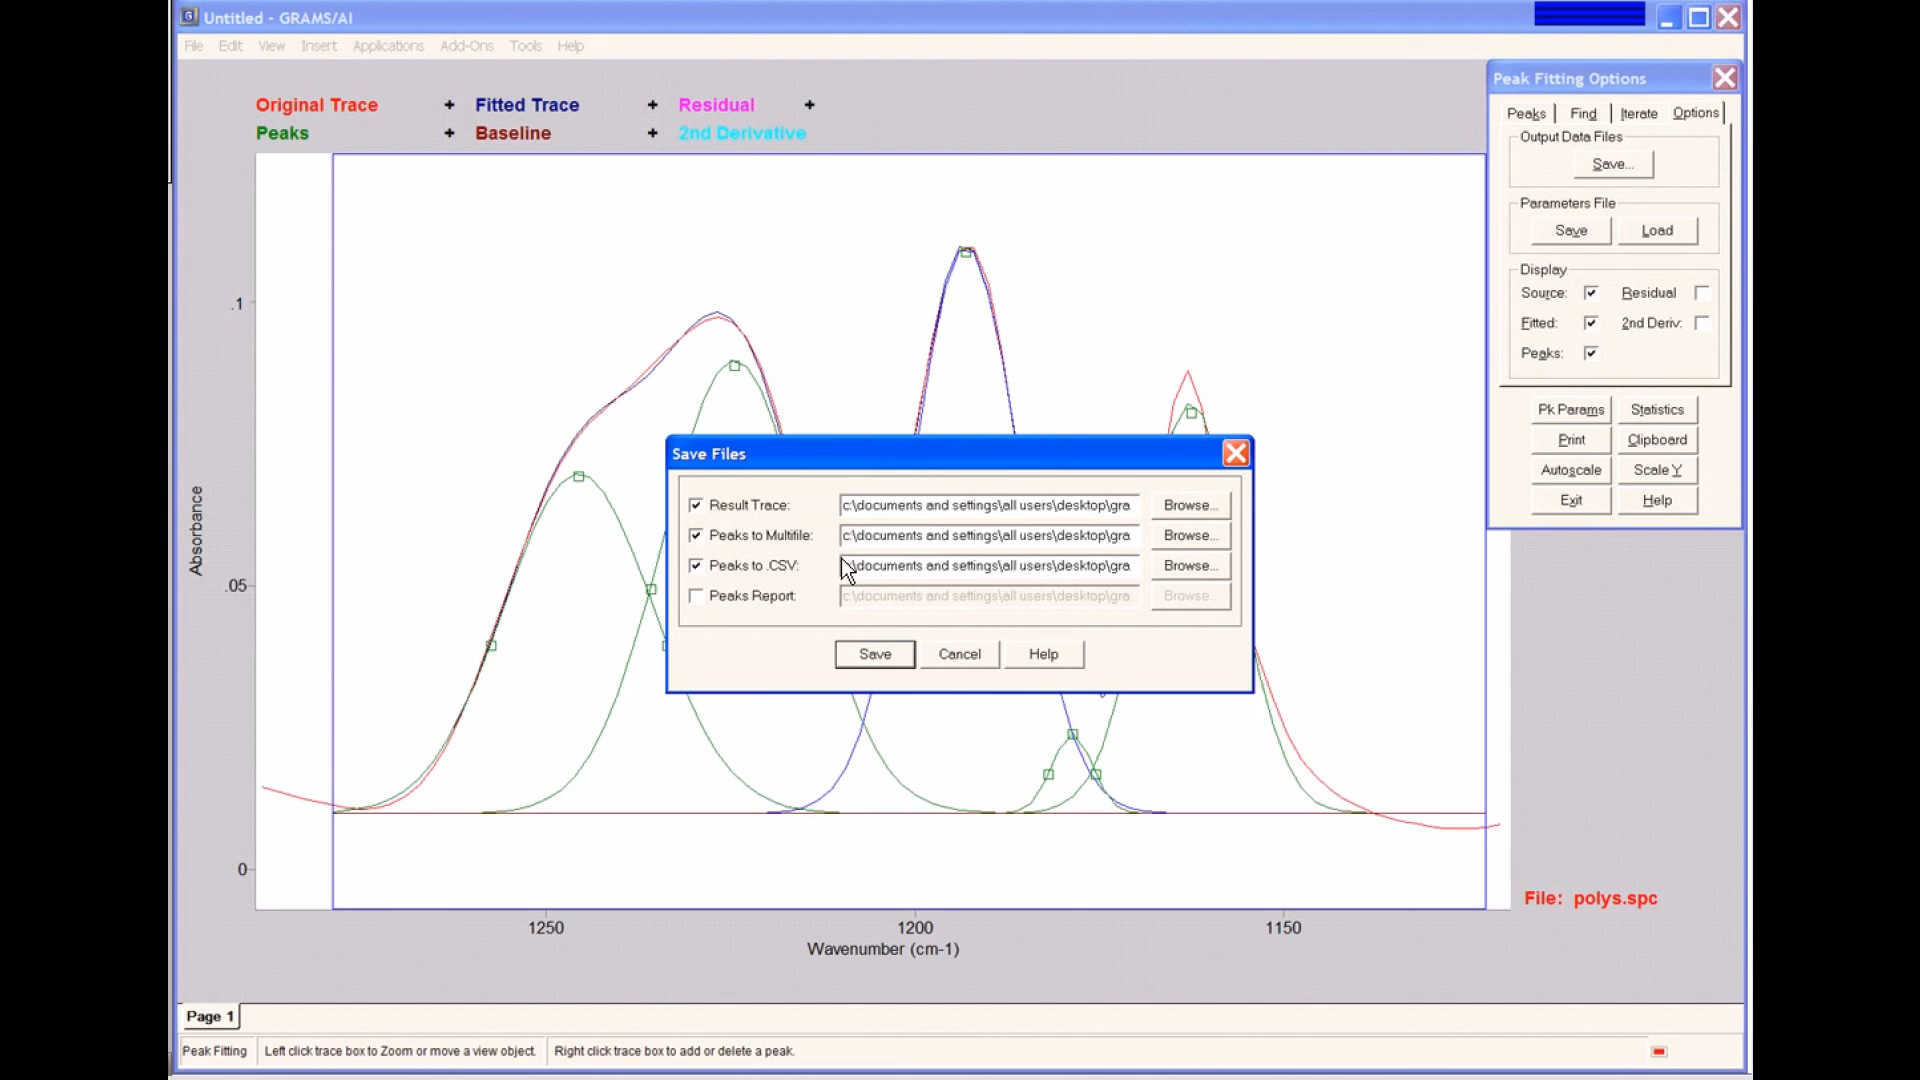 Untitled - GRAMS/AI
File Edit View Insert Applications Add-Ons Tools Help
Original Trace + Fitted Trace + Residual +
Peaks + Baseline + 2nd Derivative
Peak Fitting Options
Peaks Find Iterate Options
Output Data Files
Save...
Parameters File
Save Load
Display
Source: Residual
Fitted: 2nd Deriv:
Peaks:
Pk Params Statistics
Print Clipboard
Autoscale Scale Y
Exit Help
.1
.05
0
Absorbance
Save Files
Result Trace: c:\documents and settings\all users\desktop\gra Browse...
Peaks to Multifile: c:\documents and settings\all users\desktop\gra Browse...
Peaks to .CSV: :\documents and settings\all users\desktop\gra Browse...
Peaks Report: c:\documents and settings\all users\desktop\gra Browse...
Save Cancel Help
File: polys.spc
1250 1200 1150
Wavenumber (cm-1)
Page 1
Peak Fitting Left click trace box to Zoom or move a view object. Right click trace box to add or delete a peak.